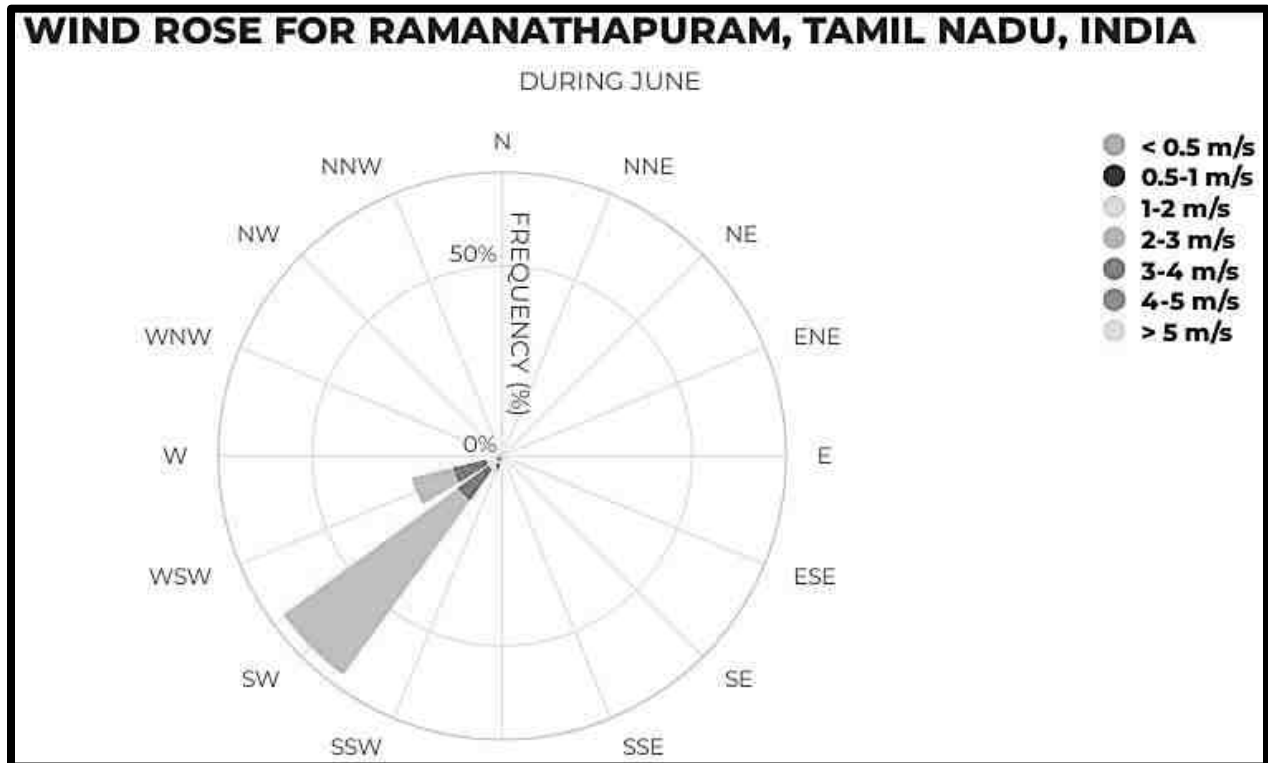 WIND ROSE FOR RAMANATHAPURAM, TAMIL NADU, INDIA
DURING JUNE
N
NNE
NE
ENE
E
ESE
SE
SSE
SSW
SW
WSW
W
WNW
NW
NNW
50%
0%
FREQUENCY (%)
< 0.5 m/s
0.5-1 m/s
1-2 m/s
2-3 m/s
3-4 m/s
4-5 m/s
> 5 m/s